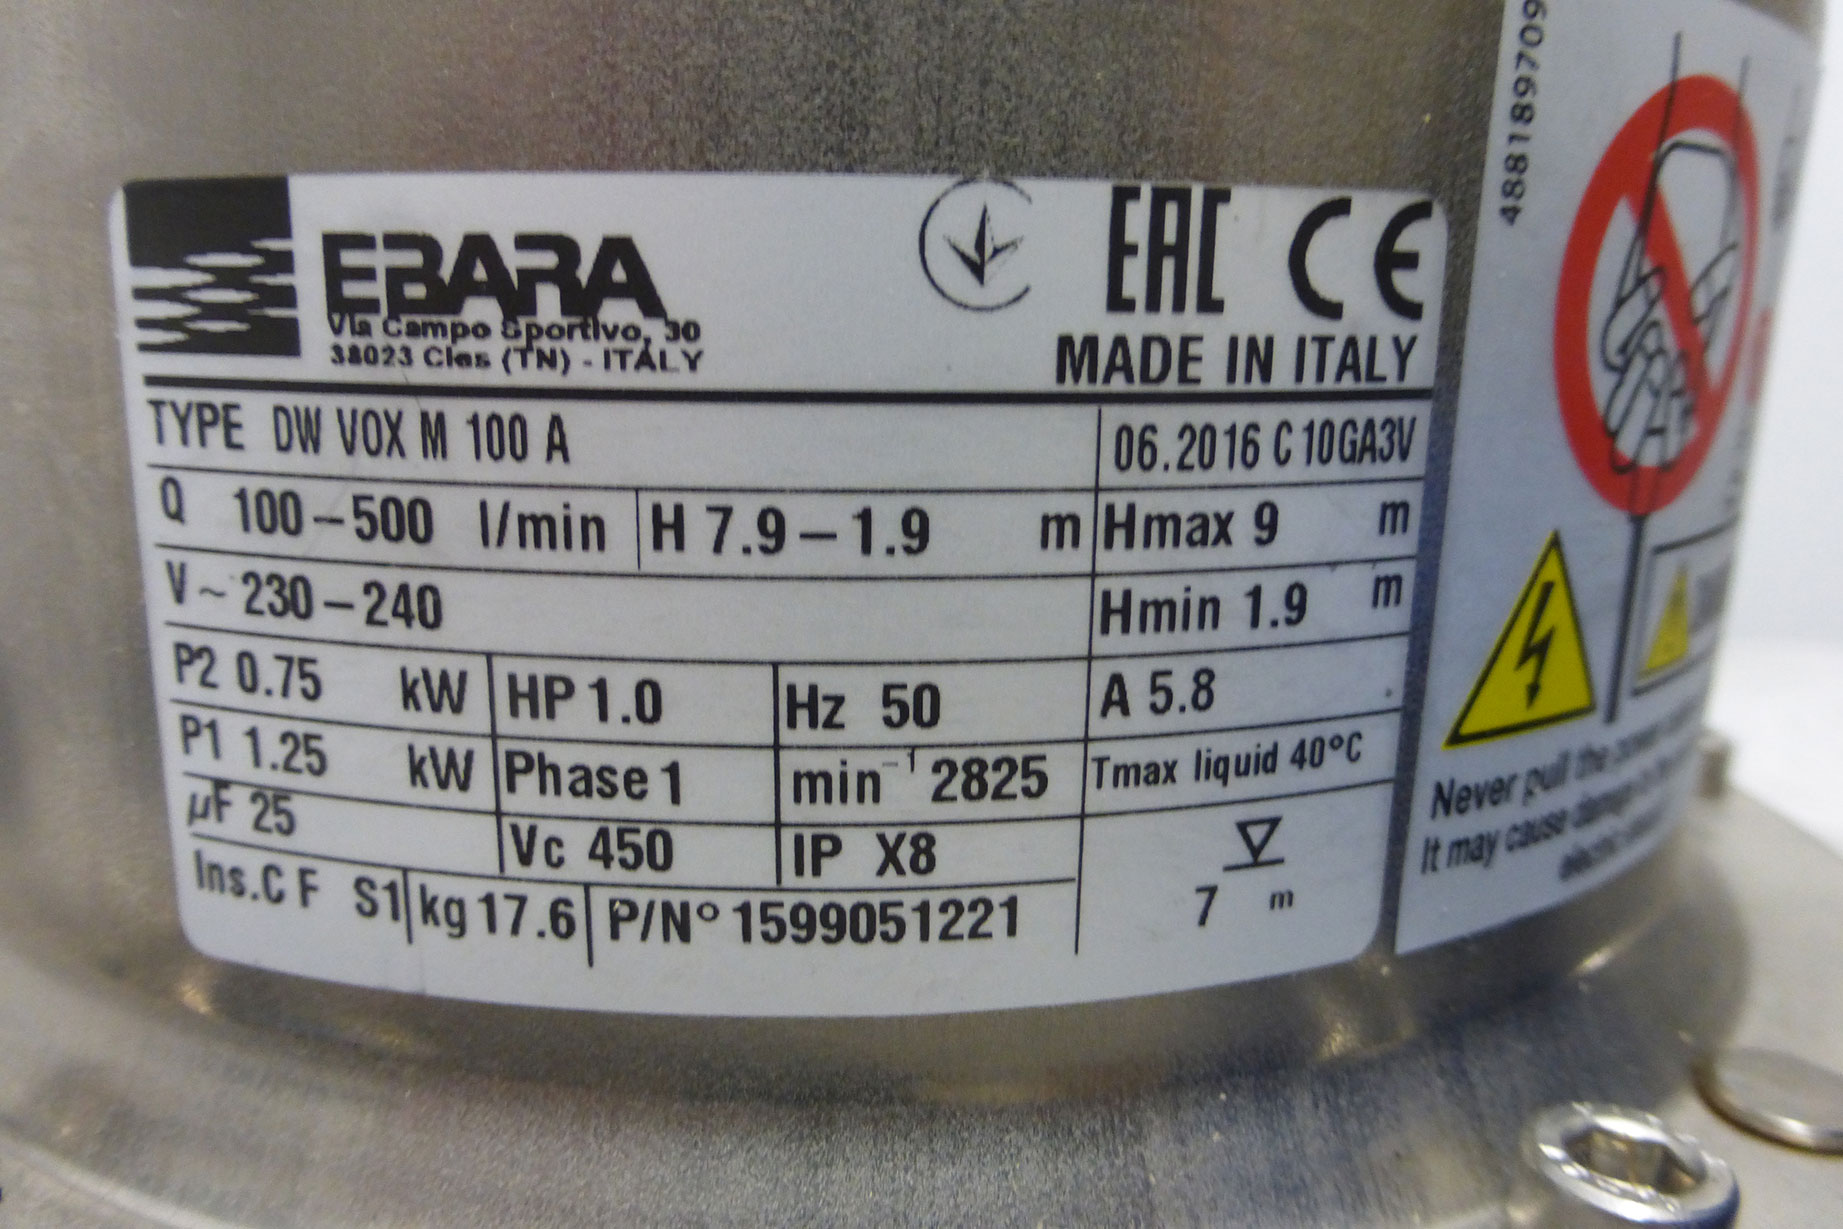 EBARA
Via Campo Sportivo, 30
38023 Cles (TN) - ITALY
EAC CE
MADE IN ITALY
TYPE DW VOX M 100 A 06.2016 C 10GA3V
Q 100-500 l/min H 7.9-1.9 m Hmax 9 m
V~ 230-240 Hmin 1.9 m
P2 0.75 kW HP 1.0 Hz 50 A 5.8
P1 1.25 kW Phase 1 min⁻¹ 2825 Tmax liquid 40°C
µF 25 Vc 450 IP X8
7 m
Ins.C F S1 kg 17.6 P/N° 1599051221
488189709
Never pull the power
It may cause damage